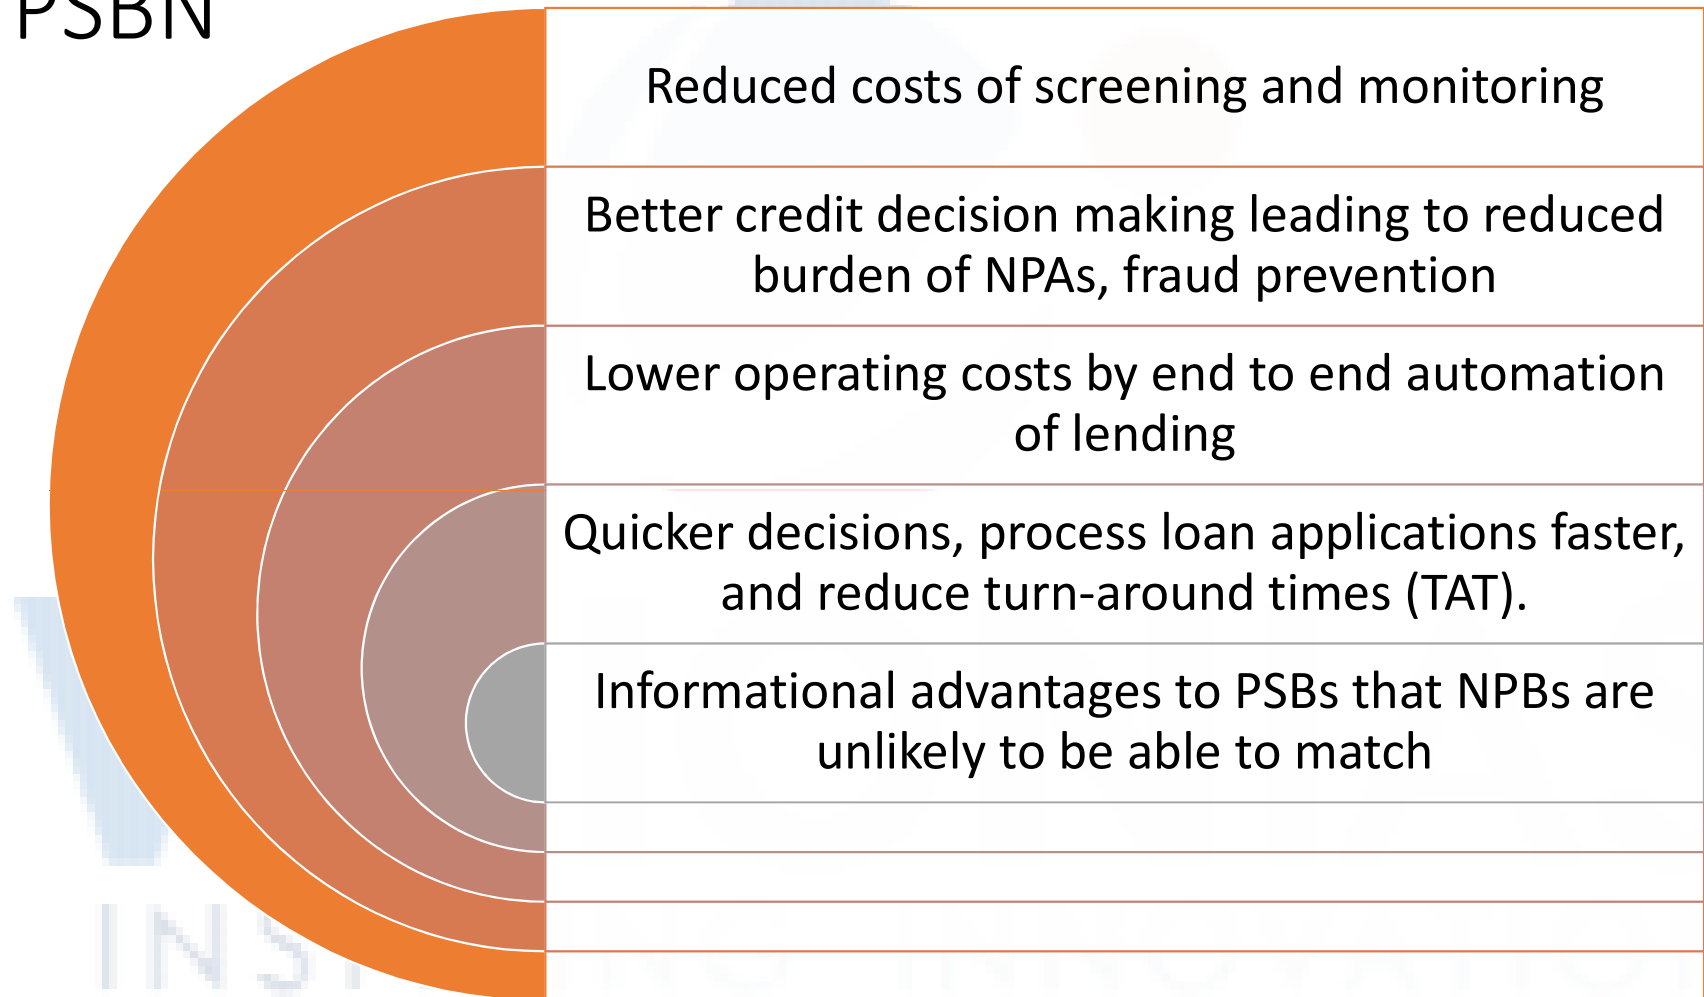 PSBN
Reduced costs of screening and monitoring
Better credit decision making leading to reduced
burden of NPAs, fraud prevention
Lower operating costs by end to end automation
of lending
Quicker decisions, process loan applications faster,
and reduce turn-around times (TAT).
Informational advantages to PSBs that NPBs are
unlikely to be able to match